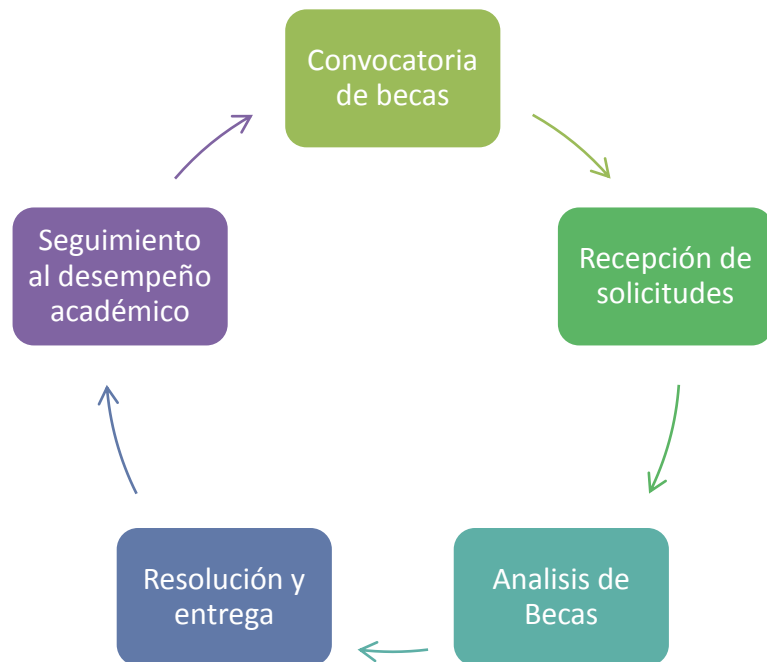 Convocatoria
de becas
Recepción de
solicitudes
Analisis de
Becas
Resolución y
entrega
Seguimiento
al desempeño
académico